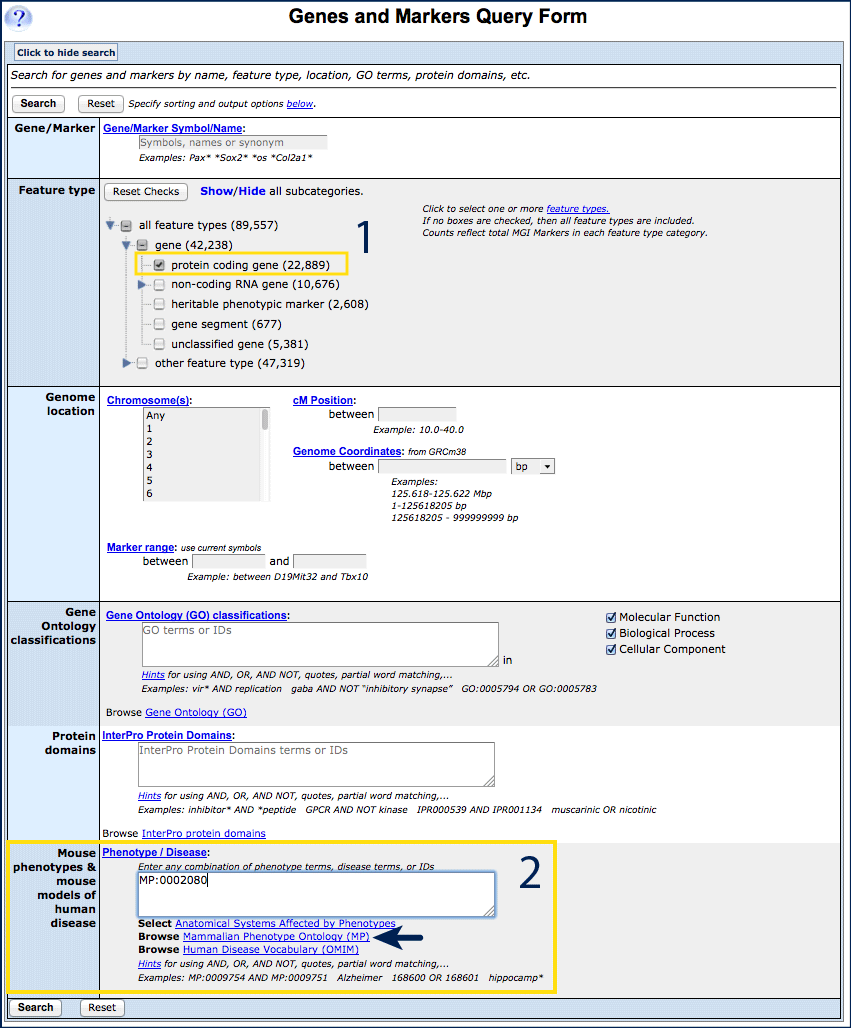 ?
Genes and Markers Query Form
Click to hide search
Search for genes and markers by name, feature type, location, GO terms, protein domains, etc.
Search Reset Specify sorting and output options below.
Gene/Marker
Gene/Marker Symbol/Name:
Symbols, names or synonym
Examples: Pax* *Sox2* *os *Col2a1*
Feature type
Reset Checks Show/Hide all subcategories.
Click to select one or more feature types.
If no boxes are checked, then all feature types are included.
Counts reflect total MGI Markers in each feature type category.
1
all feature types (89,557)
gene (42,238)
protein coding gene (22,889)
non-coding RNA gene (10,676)
heritable phenotypic marker (2,608)
gene segment (677)
unclassified gene (5,381)
other feature type (47,319)
Genome
location
Chromosome(s):
Any
1
2
3
4
5
6
cM Position:
between
Example: 10.0-40.0
Genome Coordinates: from GRCm38
between bp
Examples:
125.618-125.622 Mbp
1-125618205 bp
125618205 - 999999999 bp
Marker range: use current symbols
between and
Example: between D19Mit32 and Tbx10
Gene
Ontology
classifications
Gene Ontology (GO) classifications:
GO terms or IDs
in
Molecular Function
Biological Process
Cellular Component
Hints for using AND, OR, AND NOT, quotes, partial word matching,...
Examples: vir* AND replication gaba AND NOT "inhibitory synapse" GO:0005794 OR GO:0005783
Browse Gene Ontology (GO)
Protein
domains
InterPro Protein Domains:
InterPro Protein Domains terms or IDs
Hints for using AND, OR, AND NOT, quotes, partial word matching,...
Examples: inhibitor* AND *peptide GPCR AND NOT kinase IPR000539 AND IPR001134 muscarinic OR nicotinic
Browse InterPro protein domains
Mouse
phenotypes &
mouse
models of
human
disease
Phenotype / Disease:
Enter any combination of phenotype terms, disease terms, or IDs
MP:0002080
2
Select Anatomical Systems Affected by Phenotypes
Browse Mammalian Phenotype Ontology (MP)
Browse Human Disease Vocabulary (OMIM)
Hints for using AND, OR, AND NOT, quotes, partial word matching,...
Examples: MP:0009754 AND MP:0009751 Alzheimer 168600 OR 168601 hippocamp*
Search Reset